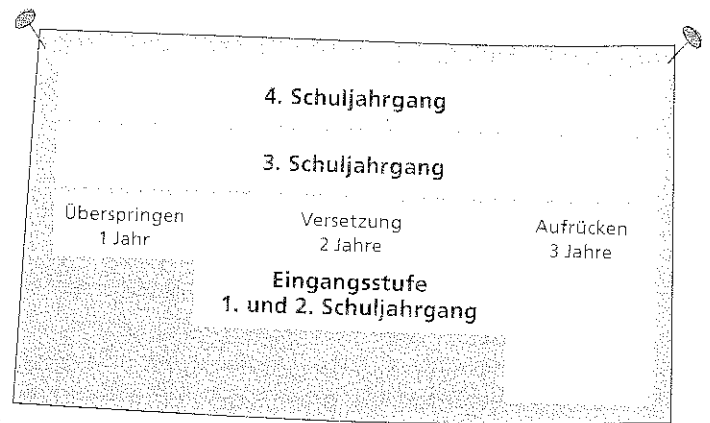 4. Schuljahrgang
3. Schuljahrgang
Überspringen
1 Jahr
Versetzung
2 Jahre
Aufrücken
3 Jahre
Eingangsstufe
1. und 2. Schuljahrgang